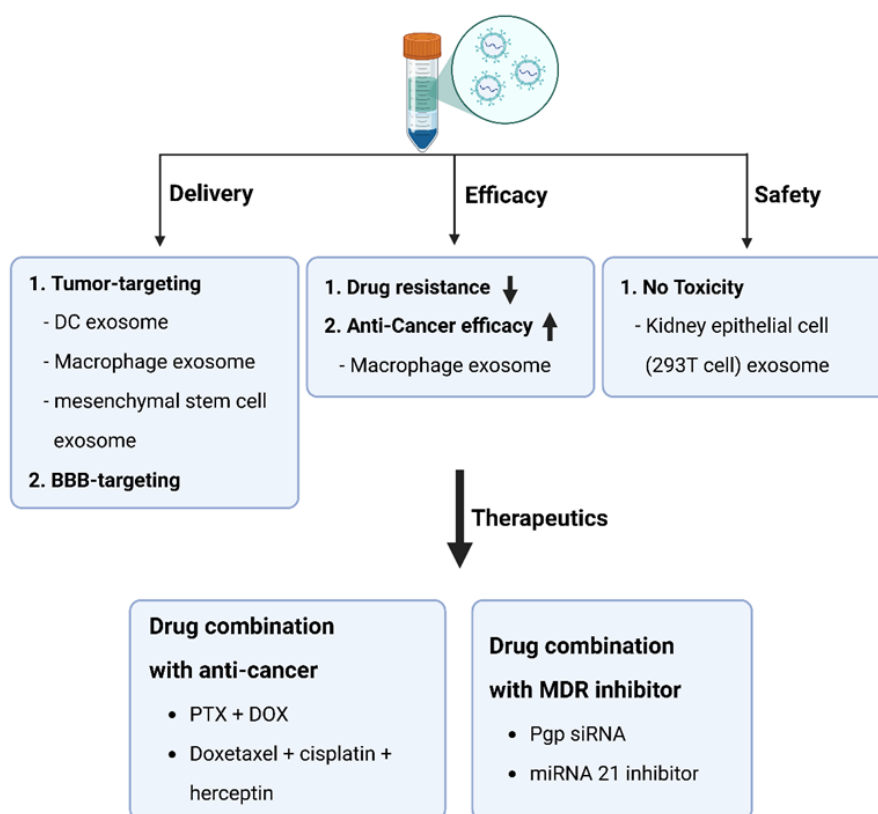 Delivery
Efficacy
Safety
1. Tumor-targeting
- DC exosome
- Macrophage exosome
- mesenchymal stem cell
exosome
2. BBB-targeting
1. Drug resistance
2. Anti-Cancer efficacy
- Macrophage exosome
1. No Toxicity
- Kidney epithelial cell
(293T cell) exosome
Therapeutics
Drug combination
with anti-cancer
• PTX + DOX
• Doxetaxel + cisplatin +
herceptin
Drug combination
with MDR inhibitor
• Pgp siRNA
• miRNA 21 inhibitor